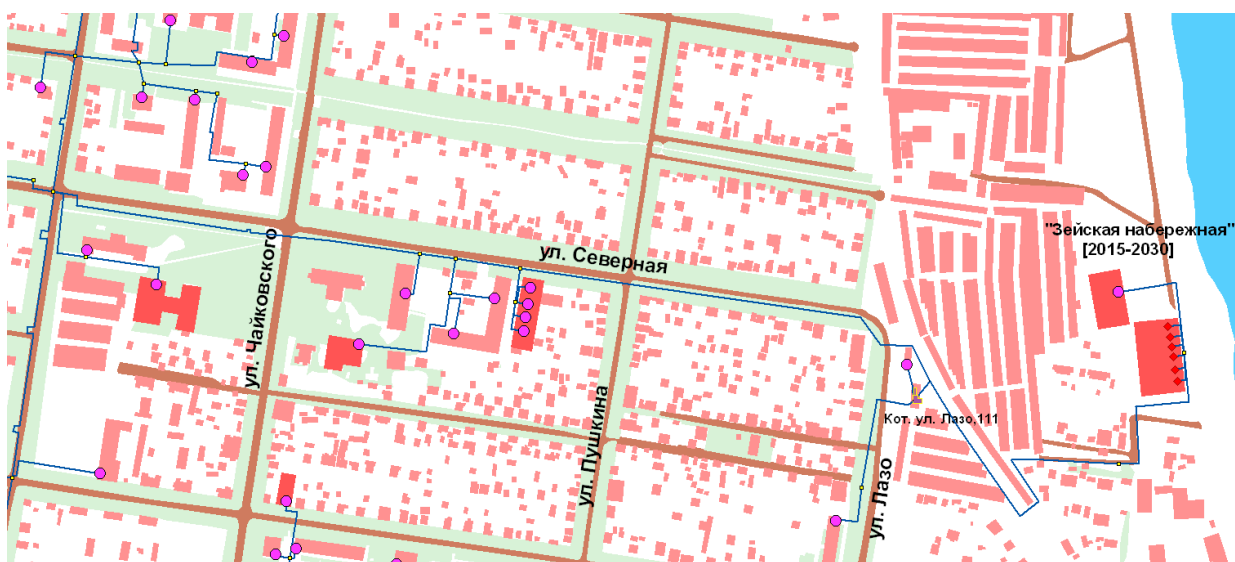 "Зейская набережная"
[2015-2030]
ул. Северная
ул. Чайковского
ул. Пушкина
Кот. ул. Лазо,111
ул. Лазо